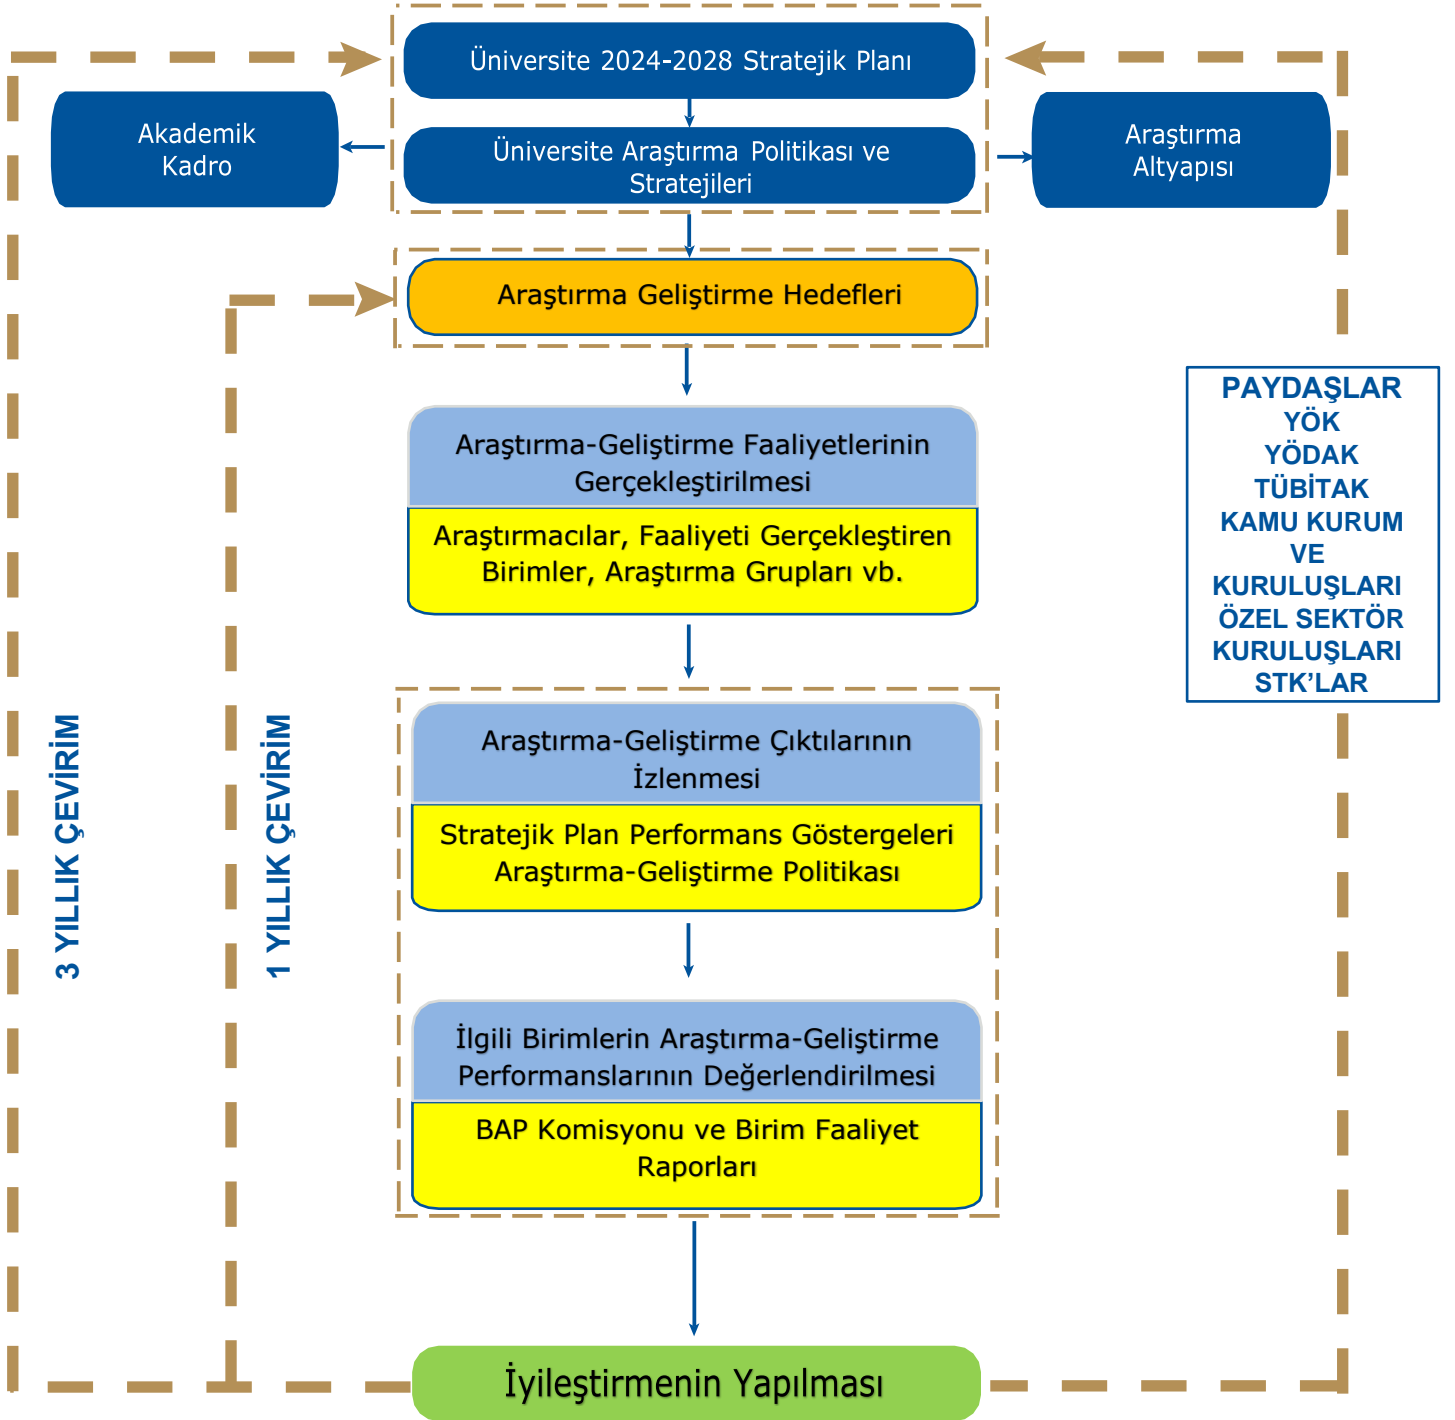 Üniversite 2024-2028 Stratejik Planı
Akademik
Kadro
Üniversite Araştırma Politikası ve
Stratejileri
Araştırma
Altyapısı
Araştırma Geliştirme Hedefleri
Araştırma-Geliştirme Faaliyetlerinin
Gerçekleştirilmesi
Araştırmacılar, Faaliyeti Gerçekleştiren
Birimler, Araştırma Grupları vb.
PAYDAŞLAR
YÖK
YÖDAK
TÜBİTAK
KAMU KURUM
VE
KURULUŞLARI
ÖZEL SEKTÖR
KURULUŞLARI
STK’LAR
3 YILLIK ÇEVİRİM
1 YILLIK ÇEVİRİM
Araştırma-Geliştirme Çıktılarının
İzlenmesi
Stratejik Plan Performans Göstergeleri
Araştırma-Geliştirme Politikası
İlgili Birimlerin Araştırma-Geliştirme
Performanslarının Değerlendirilmesi
BAP Komisyonu ve Birim Faaliyet
Raporları
İyileştirmenin Yapılması